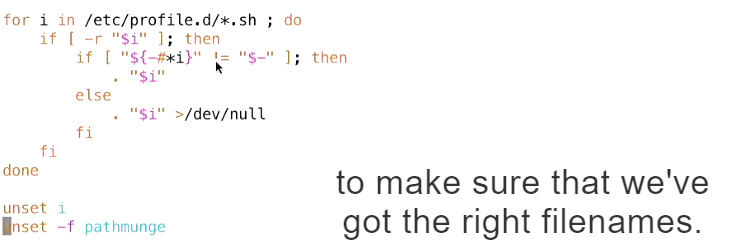 for i in /etc/profile.d/*.sh ; do
    if [ -r "$i" ]; then
        if [ "${-#*i}" != "$-" ]; then
            . "$i"
        else
            . "$i" >/dev/null
        fi
    fi
done
unset i
unset -f pathmunge
to make sure that we've
got the right filenames.